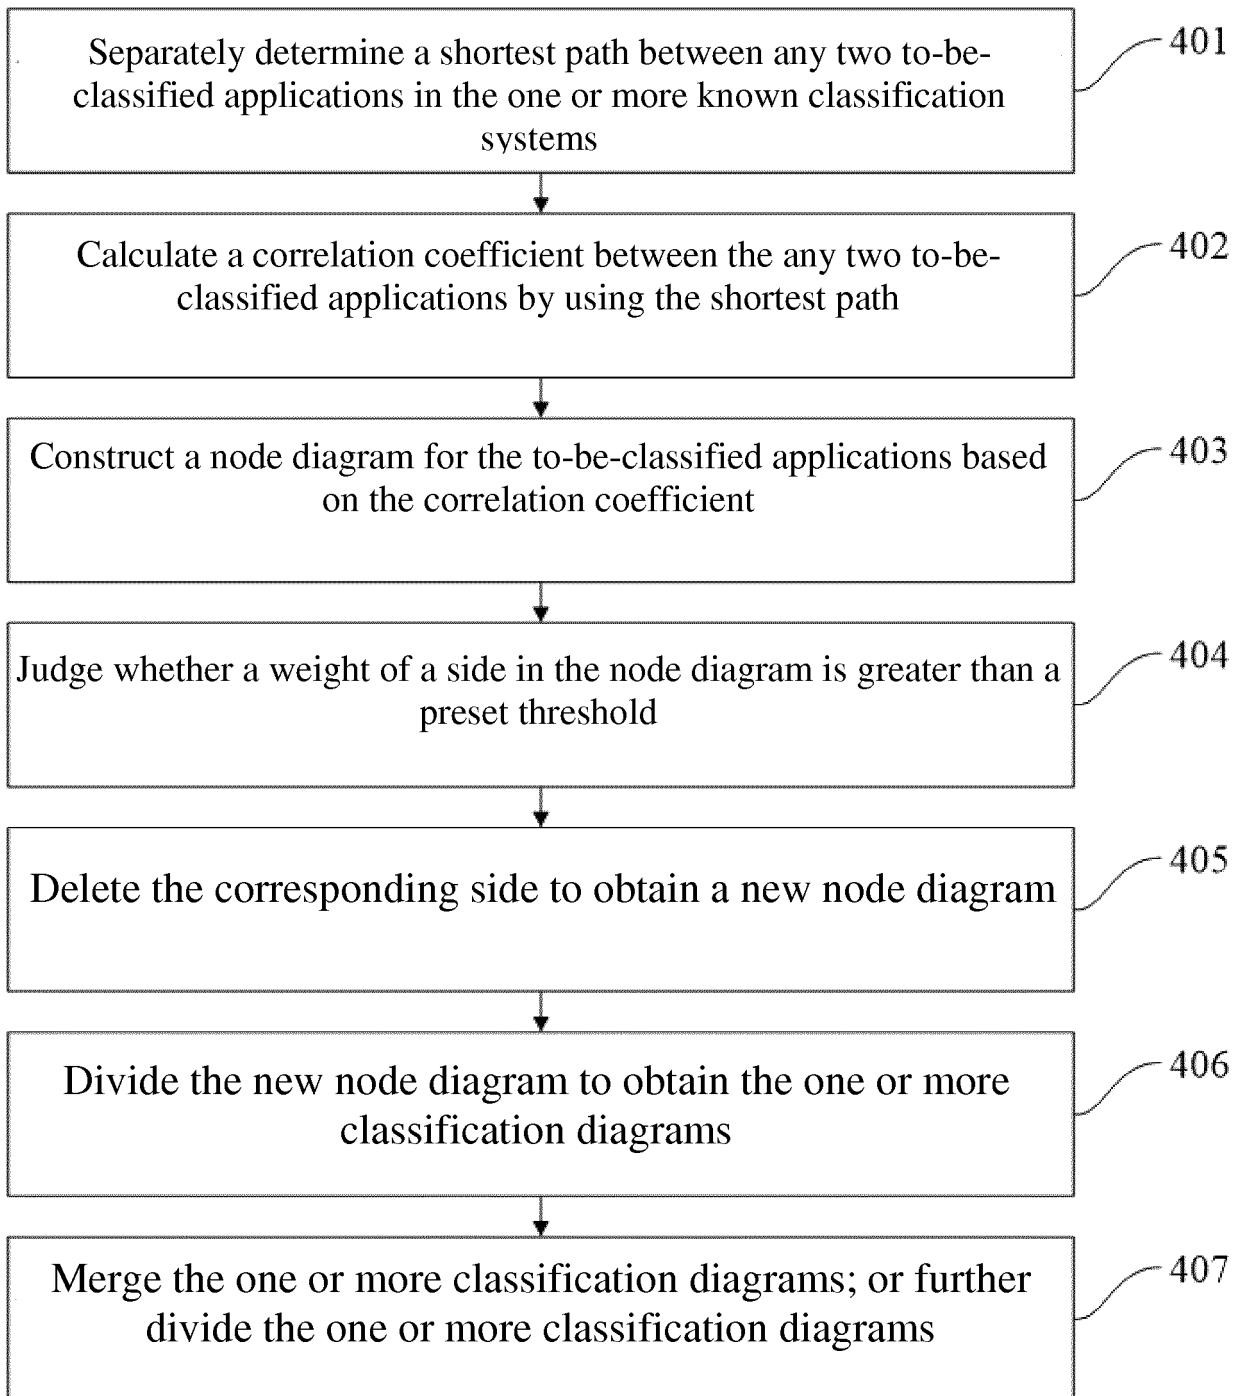 Separately determine a shortest path between any two to-be-
classified applications in the one or more known classification
systems
401
Calculate a correlation coefficient between the any two to-be-
classified applications by using the shortest path
402
Construct a node diagram for the to-be-classified applications based
on the correlation coefficient
403
Judge whether a weight of a side in the node diagram is greater than a
preset threshold
404
Delete the corresponding side to obtain a new node diagram
405
Divide the new node diagram to obtain the one or more
classification diagrams
406
Merge the one or more classification diagrams; or further
divide the one or more classification diagrams
407